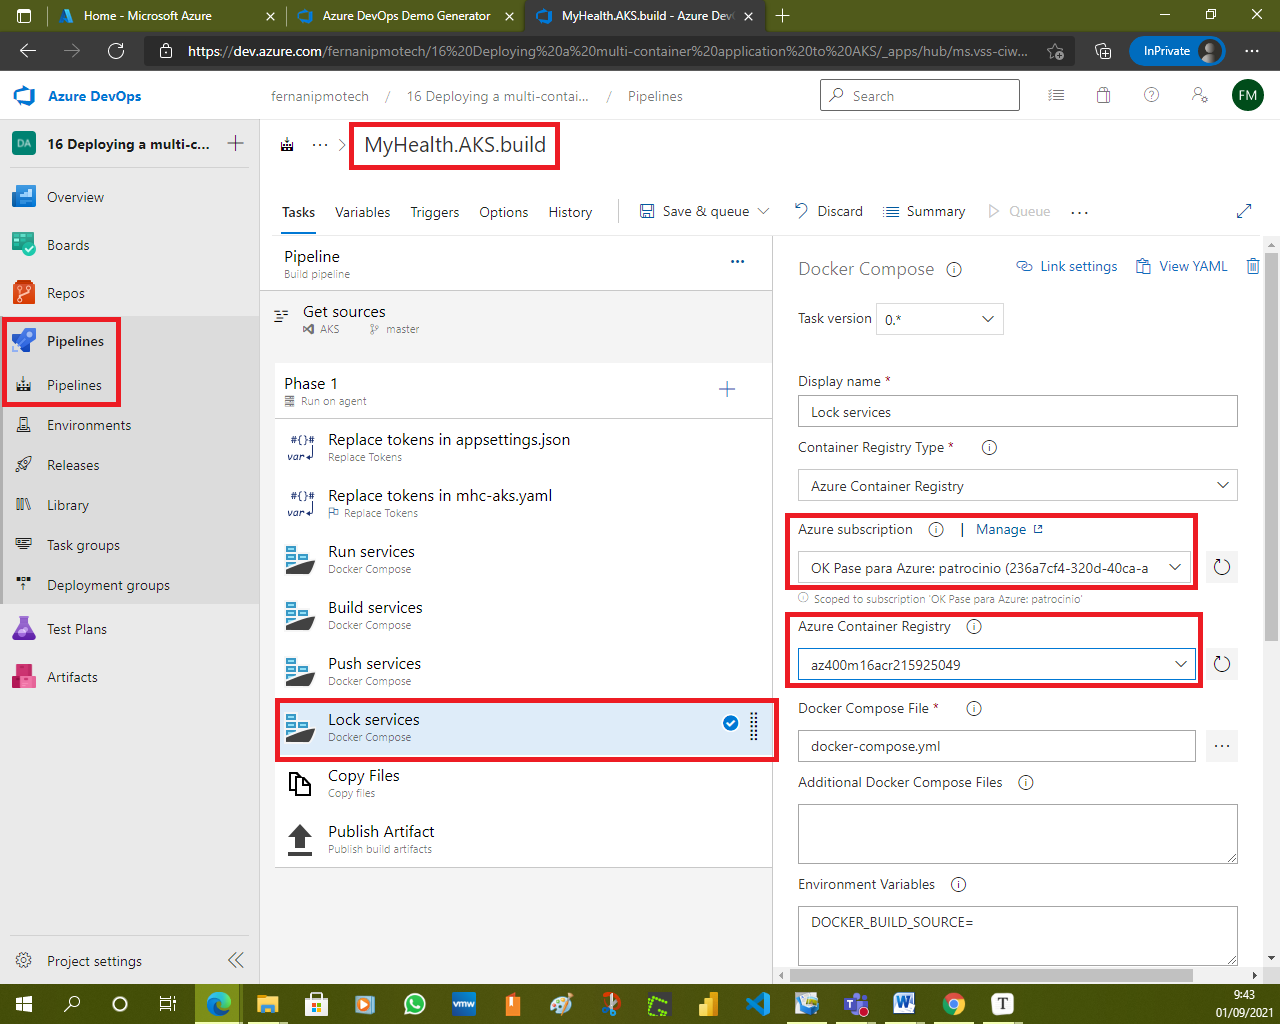 Home - Microsoft Azure
Azure DevOps Demo Generator
MyHealth.AKS.build - Azure Dev
https://dev.azure.com/fernanipmotech/16%20Deploying%20a%20multi-container%20application%20to%20AKS/_apps/hub/ms.vss-ciw...
InPrivate
Azure DevOps
fernanipmotech / 16 Deploying a multi-contai... / Pipelines
Search
FM
DA
16 Deploying a multi-c...
Overview
Boards
Repos
Pipelines
Pipelines
Environments
Releases
Library
Task groups
Deployment groups
Test Plans
Artifacts
Project settings
MyHealth.AKS.build
Tasks
Variables
Triggers
Options
History
Save & queue
Discard
Summary
Queue
Pipeline
Build pipeline
Get sources
AKS
master
Phase 1
Run on agent
#{}#
var
Replace tokens in appsettings.json
Replace Tokens
#{}#
var
Replace tokens in mhc-aks.yaml
Replace Tokens
Run services
Docker Compose
Build services
Docker Compose
Push services
Docker Compose
Lock services
Docker Compose
Copy Files
Copy files
Publish Artifact
Publish build artifacts
Docker Compose
Link settings
View YAML
Task version
0.*
Display name *
Lock services
Container Registry Type *
Azure Container Registry
Azure subscription
| Manage
OK Pase para Azure: patrocinio (236a7cf4-320d-40ca-a
Scoped to subscription 'OK Pase para Azure: patrocinio'
Azure Container Registry
az400m16acr215925049
Docker Compose File *
docker-compose.yml
Additional Docker Compose Files
Environment Variables
DOCKER_BUILD_SOURCE=
vmw
T
9:43
01/09/2021